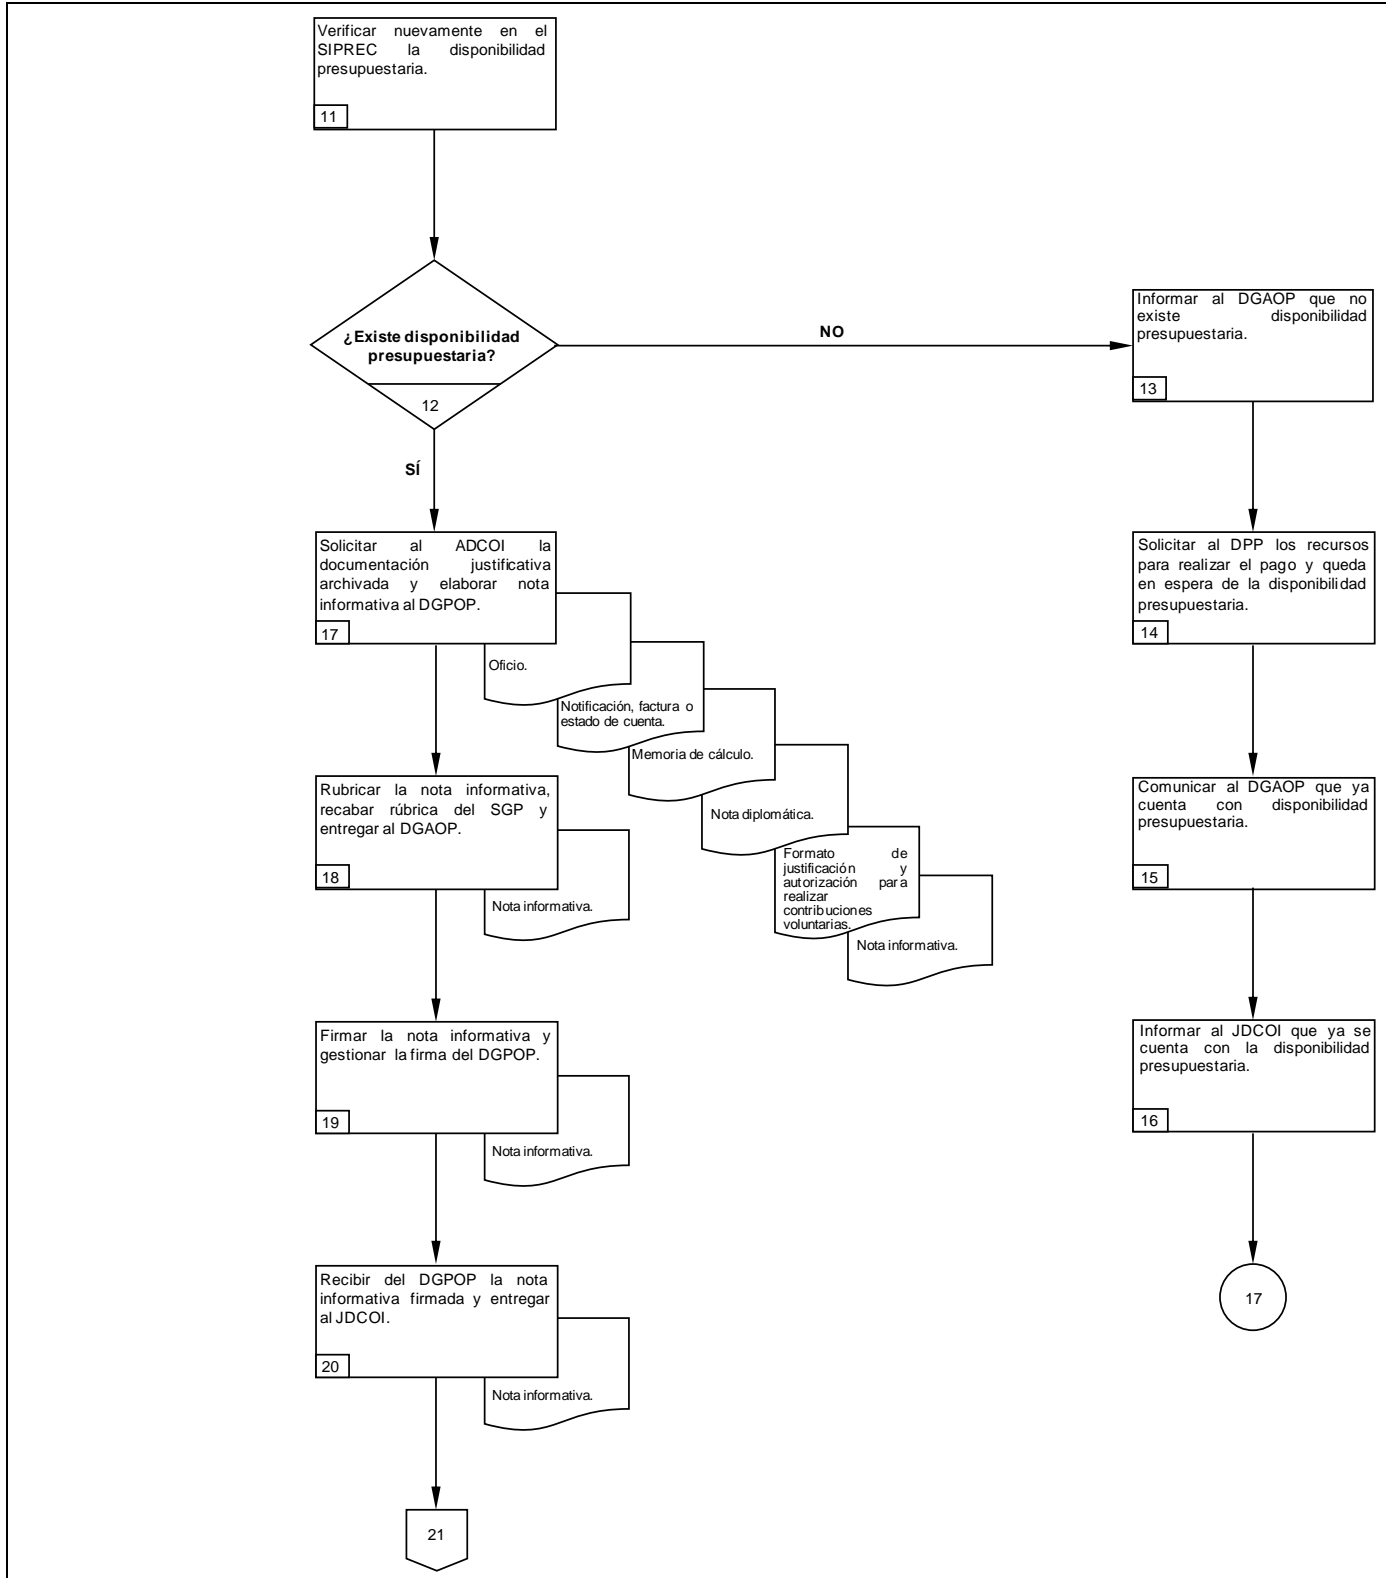 Verificar nuevamente en el
SIPREC la disponibilidad
presupuestaria.
11
¿Existe disponibilidad
presupuestaria?
12
NO
SÍ
Informar al DGAOP que no
existe disponibilidad
presupuestaria.
13
Solicitar al DPP los recursos
para realizar el pago y queda
en espera de la disponibilidad
presupuestaria.
14
Comunicar al DGAOP que ya
cuenta con disponibilidad
presupuestaria.
15
Informar al JDCOI que ya se
cuenta con la disponibilidad
presupuestaria.
16
17
Solicitar al ADCOI la
documentación justificativa
archivada y elaborar nota
informativa al DGPOP.
17
Oficio.
Notificación, factura o
estado de cuenta.
Memoria de cálculo.
Nota diplomática.
Formato de
justificación y
autorización para
realizar
contribuciones
voluntarias.
Nota informativa.
Rubricar la nota informativa,
recabar rúbrica del SGP y
entregar al DGAOP.
18
Nota informativa.
Firmar la nota informativa y
gestionar la firma del DGPOP.
19
Nota informativa.
Recibir del DGPOP la nota
informativa firmada y entregar
al JDCOI.
20
Nota informativa.
21